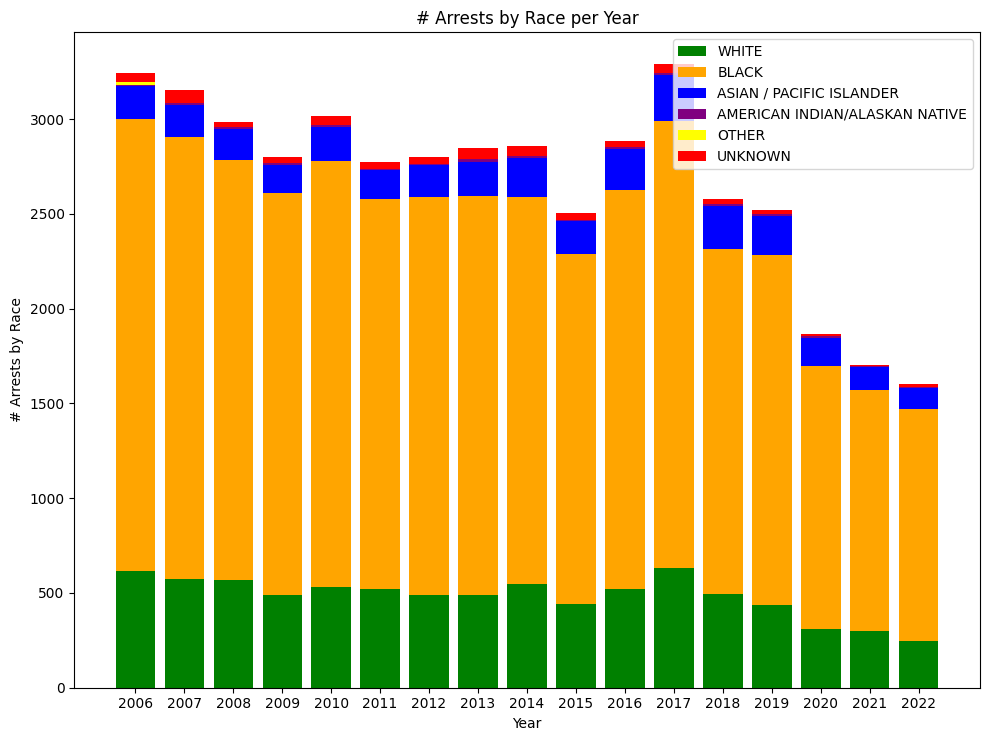 # Arrests by Race per Year
WHITE
BLACK
ASIAN / PACIFIC ISLANDER
AMERICAN INDIAN/ALASKAN NATIVE
OTHER
UNKNOWN
# Arrests by Race
3000
2500
2000
1500
1000
500
0
2006 2007 2008 2009 2010 2011 2012 2013 2014 2015 2016 2017 2018 2019 2020 2021 2022
Year